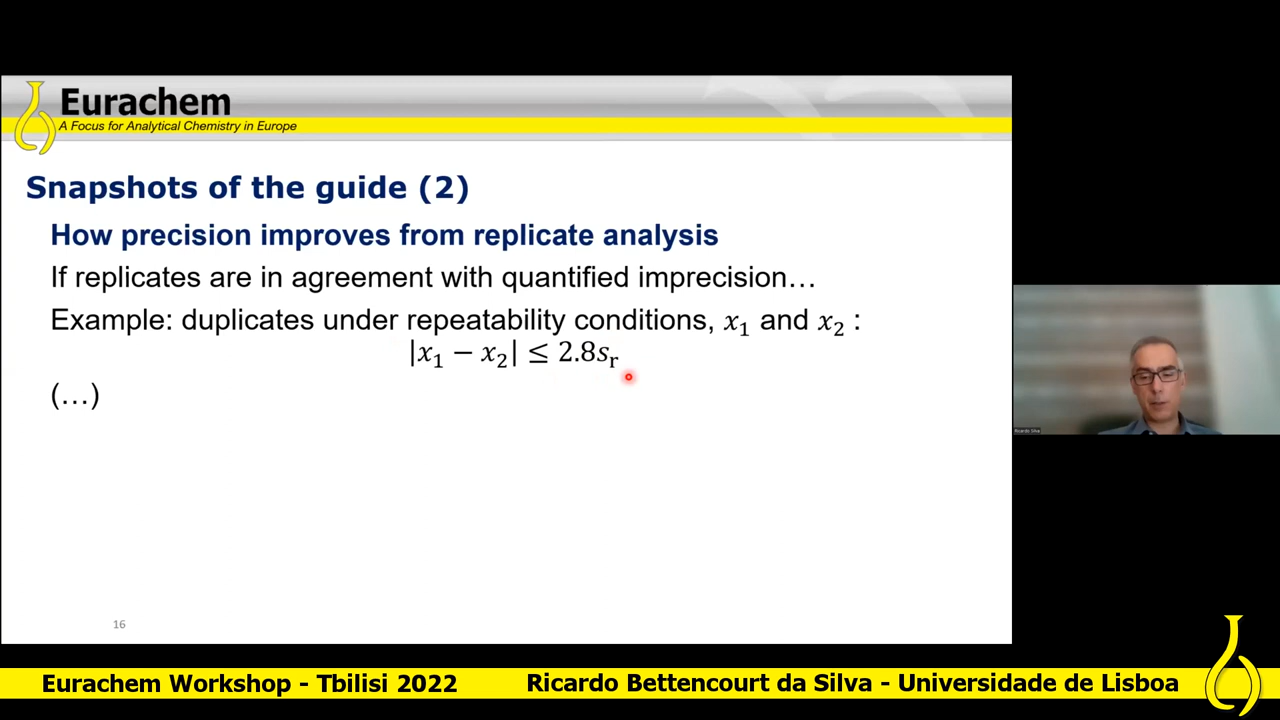 Eurachem
A Focus for Analytical Chemistry in Europe
Snapshots of the guide (2)
How precision improves from replicate analysis
If replicates are in agreement with quantified imprecision…
Example: duplicates under repeatability conditions, x₁ and x₂ :
|x₁ − x₂| ≤ 2.8sᵣ
(…)
16
Ricardo Silva
Eurachem Workshop - Tbilisi 2022
Ricardo Bettencourt da Silva - Universidade de Lisboa